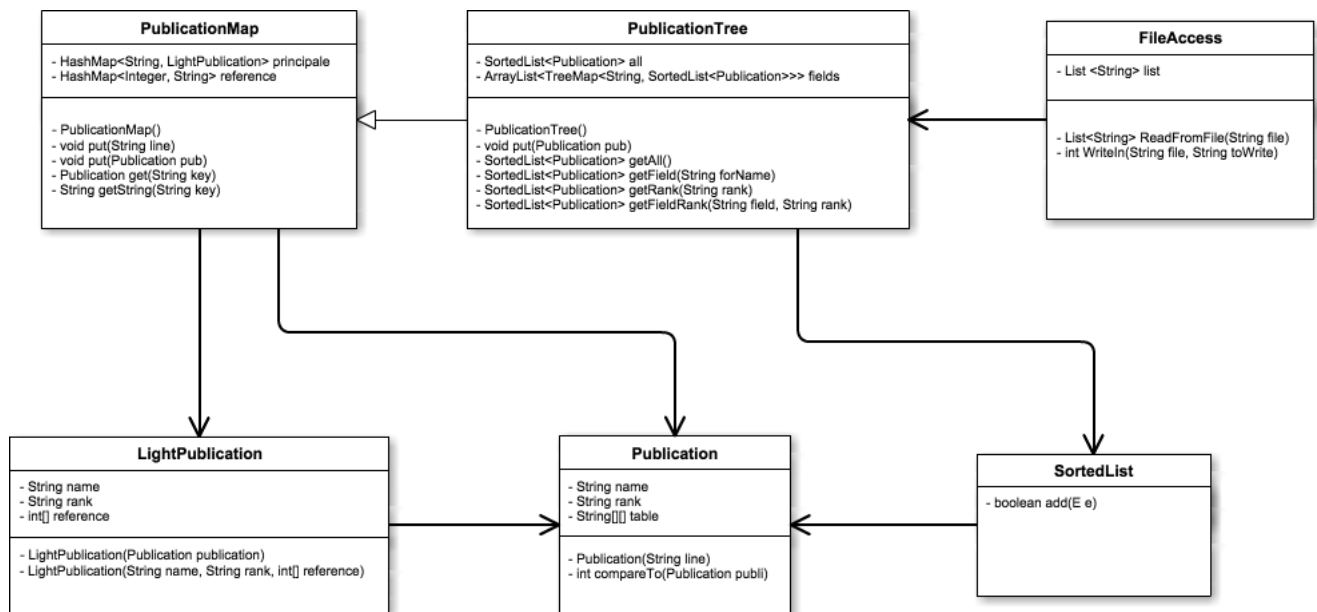 PublicationMap
- HashMap<String, LightPublication> principale
- HashMap<Integer, String> reference
- PublicationMap()
- void put(String line)
- void put(Publication pub)
- Publication get(String key)
- String getString(String key)
PublicationTree
- SortedList<Publication> all
- ArrayList<TreeMap<String, SortedList<Publication>>> fields
- PublicationTree()
- void put(Publication pub)
- SortedList<Publication> getAll()
- SortedList<Publication> getField(String forName)
- SortedList<Publication> getRank(String rank)
- SortedList<Publication> getFieldRank(String field, String rank)
FileAccess
- List <String> list
- List<String> ReadFromFile(String file)
- int WriteIn(String file, String toWrite)
LightPublication
- String name
- String rank
- int[] reference
- LightPublication(Publication publication)
- LightPublication(String name, String rank, int[] reference)
Publication
- String name
- String rank
- String[][] table
- Publication(String line)
- int compareTo(Publication publi)
SortedList
- boolean add(E e)